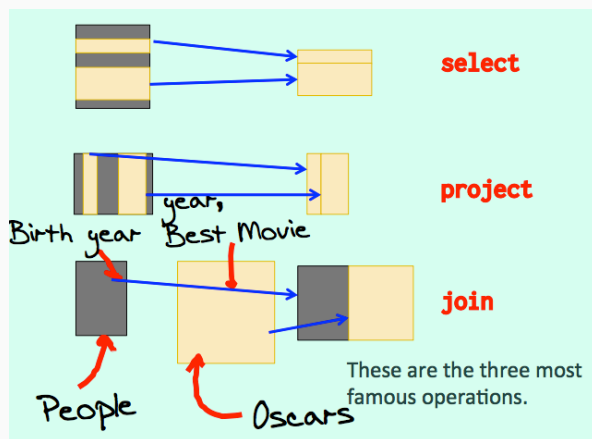 select
project
year,
Birth year
Best Movie
join
These are the three most
famous operations.
People
Oscars